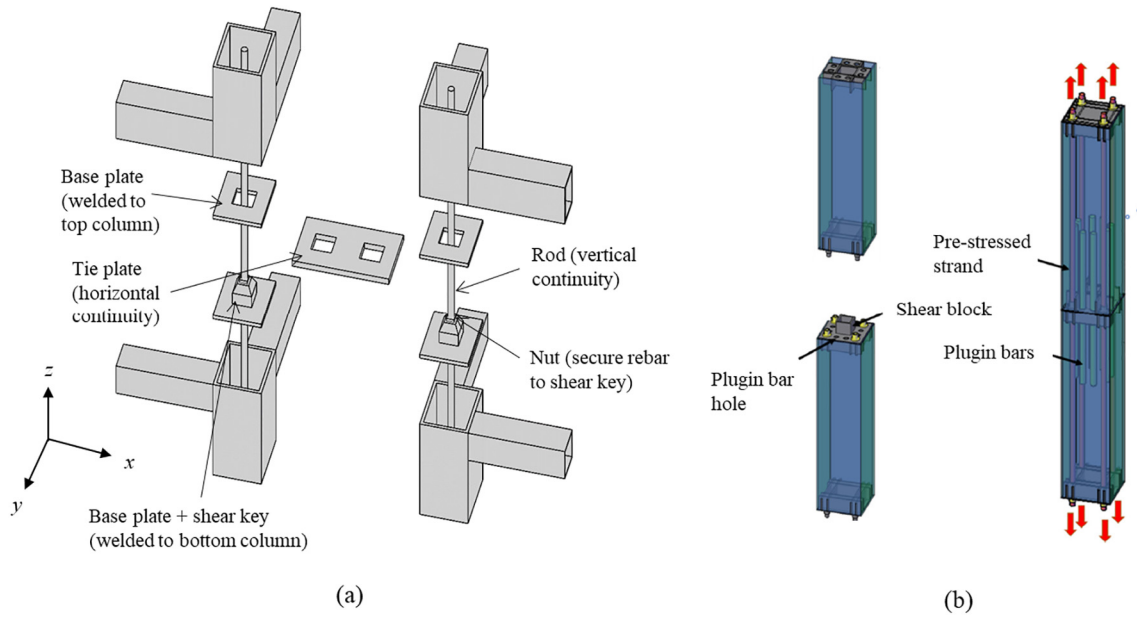 Base plate
(welded to
top column)
Tie plate
(horizontal
continuity)
Rod (vertical
continuity)
Nut (secure rebar
to shear key)
z
x
y
Base plate + shear key
(welded to bottom column)
(a)
Pre-stressed
strand
Shear block
Plugin bars
Plugin bar
hole
(b)